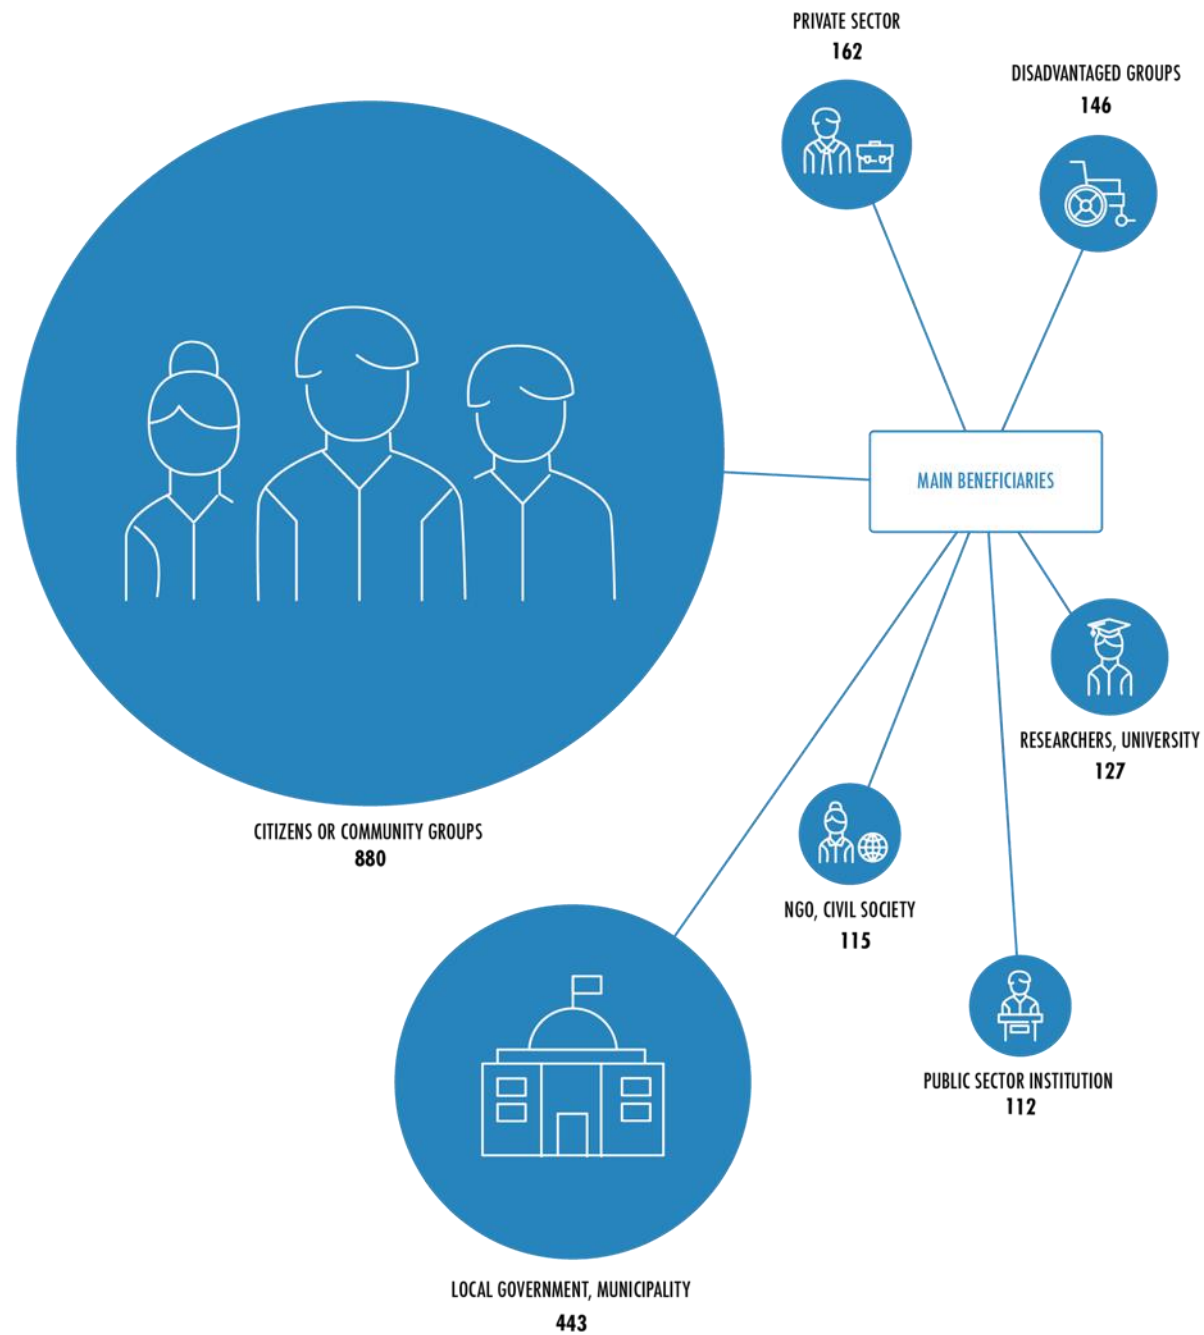 PRIVATE SECTOR
162
DISADVANTAGED GROUPS
146
MAIN BENEFICIARIES
RESEARCHERS, UNIVERSITY
127
CITIZENS OR COMMUNITY GROUPS
880
NGO, CIVIL SOCIETY
115
PUBLIC SECTOR INSTITUTION
112
LOCAL GOVERNMENT, MUNICIPALITY
443